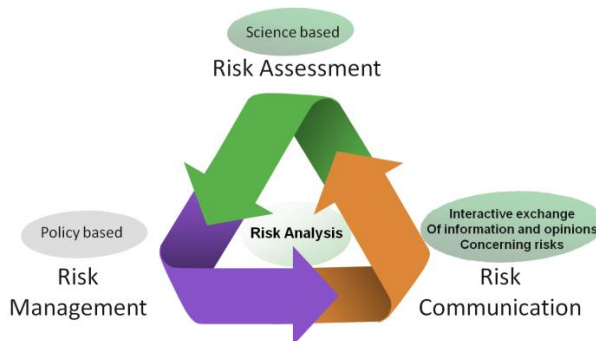 Science based
Risk Assessment
Policy based
Risk
Management
Risk Analysis
Interactive exchange
Of information and opinions
Concerning risks
Risk
Communication